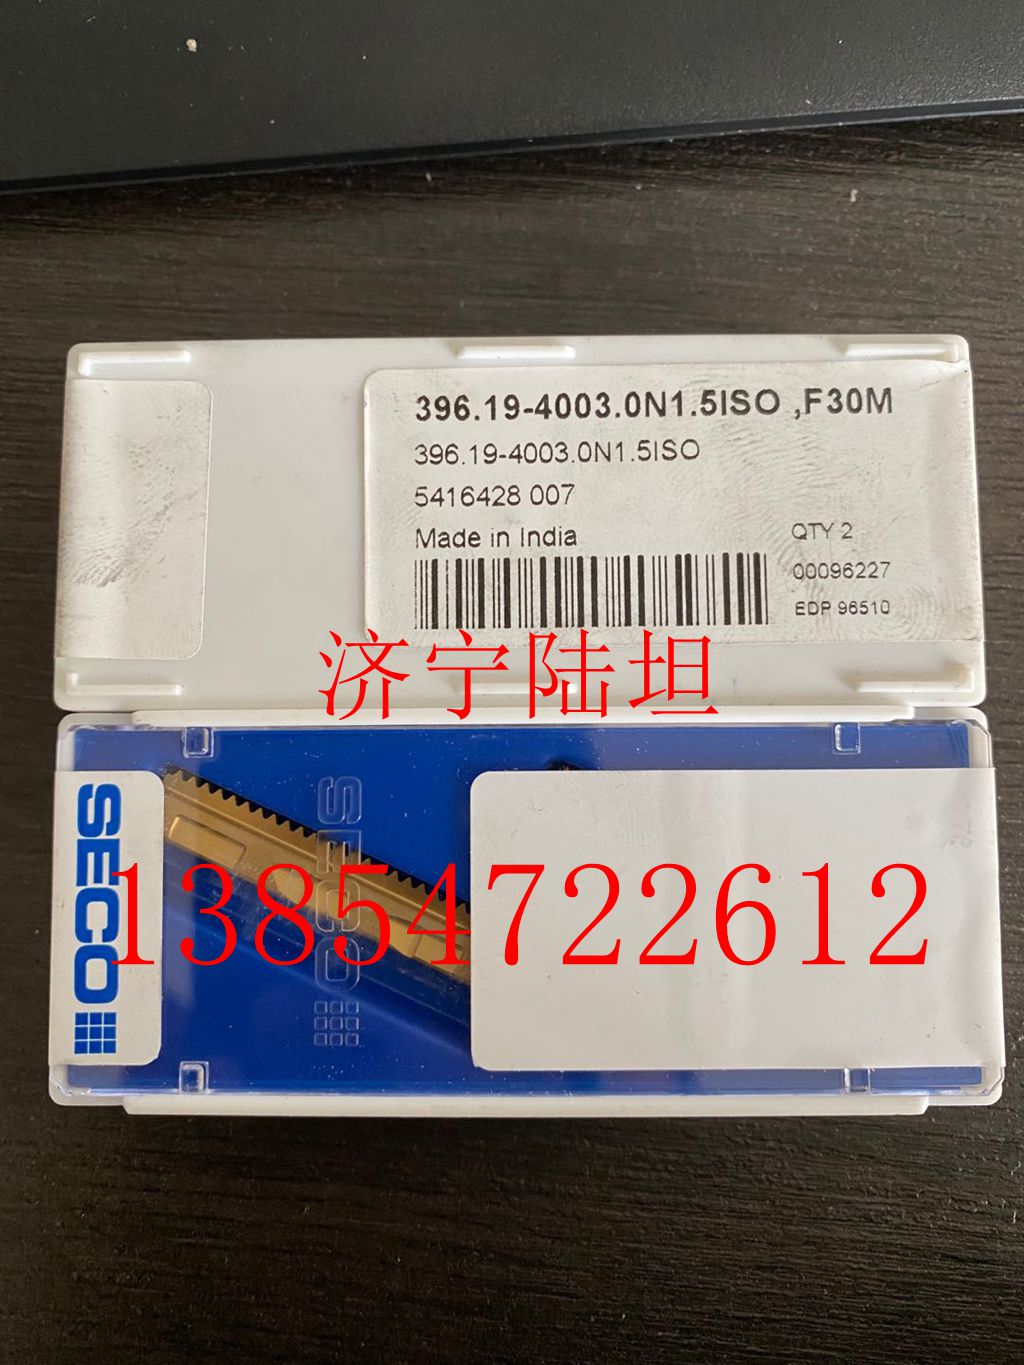 396.19-4003.0N1.5ISO ,F30M
396.19-4003.0N1.5ISO
5416428 007
Made in India
QTY 2
00096227
EDP 96510
济宁陆坦
SECO
SECO
13854722612